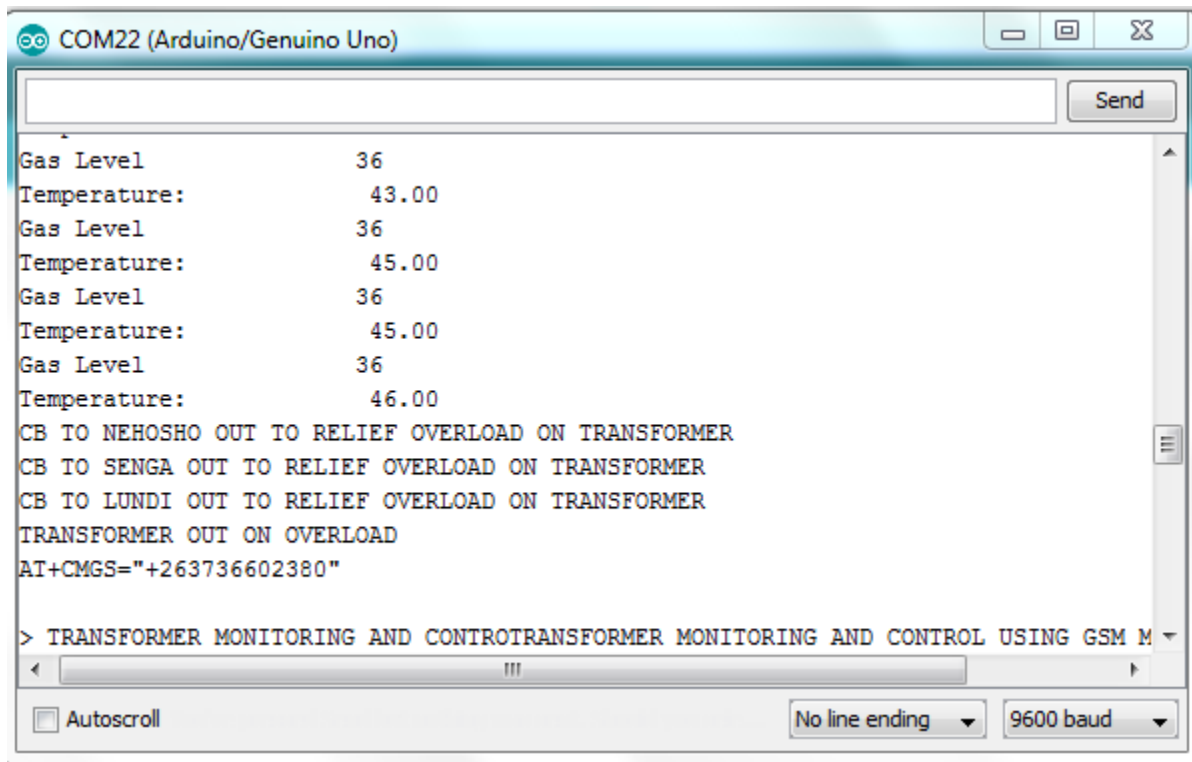 COM22 (Arduino/Genuino Uno)
Send
Gas Level 36
Temperature: 43.00
Gas Level 36
Temperature: 45.00
Gas Level 36
Temperature: 45.00
Gas Level 36
Temperature: 46.00
CB TO NEHOSHO OUT TO RELIEF OVERLOAD ON TRANSFORMER
CB TO SENGA OUT TO RELIEF OVERLOAD ON TRANSFORMER
CB TO LUNDI OUT TO RELIEF OVERLOAD ON TRANSFORMER
TRANSFORMER OUT ON OVERLOAD
AT+CMGS="+263736602380"
> TRANSFORMER MONITORING AND CONTROTRANSFORMER MONITORING AND CONTROL USING GSM M
Autoscroll No line ending 9600 baud